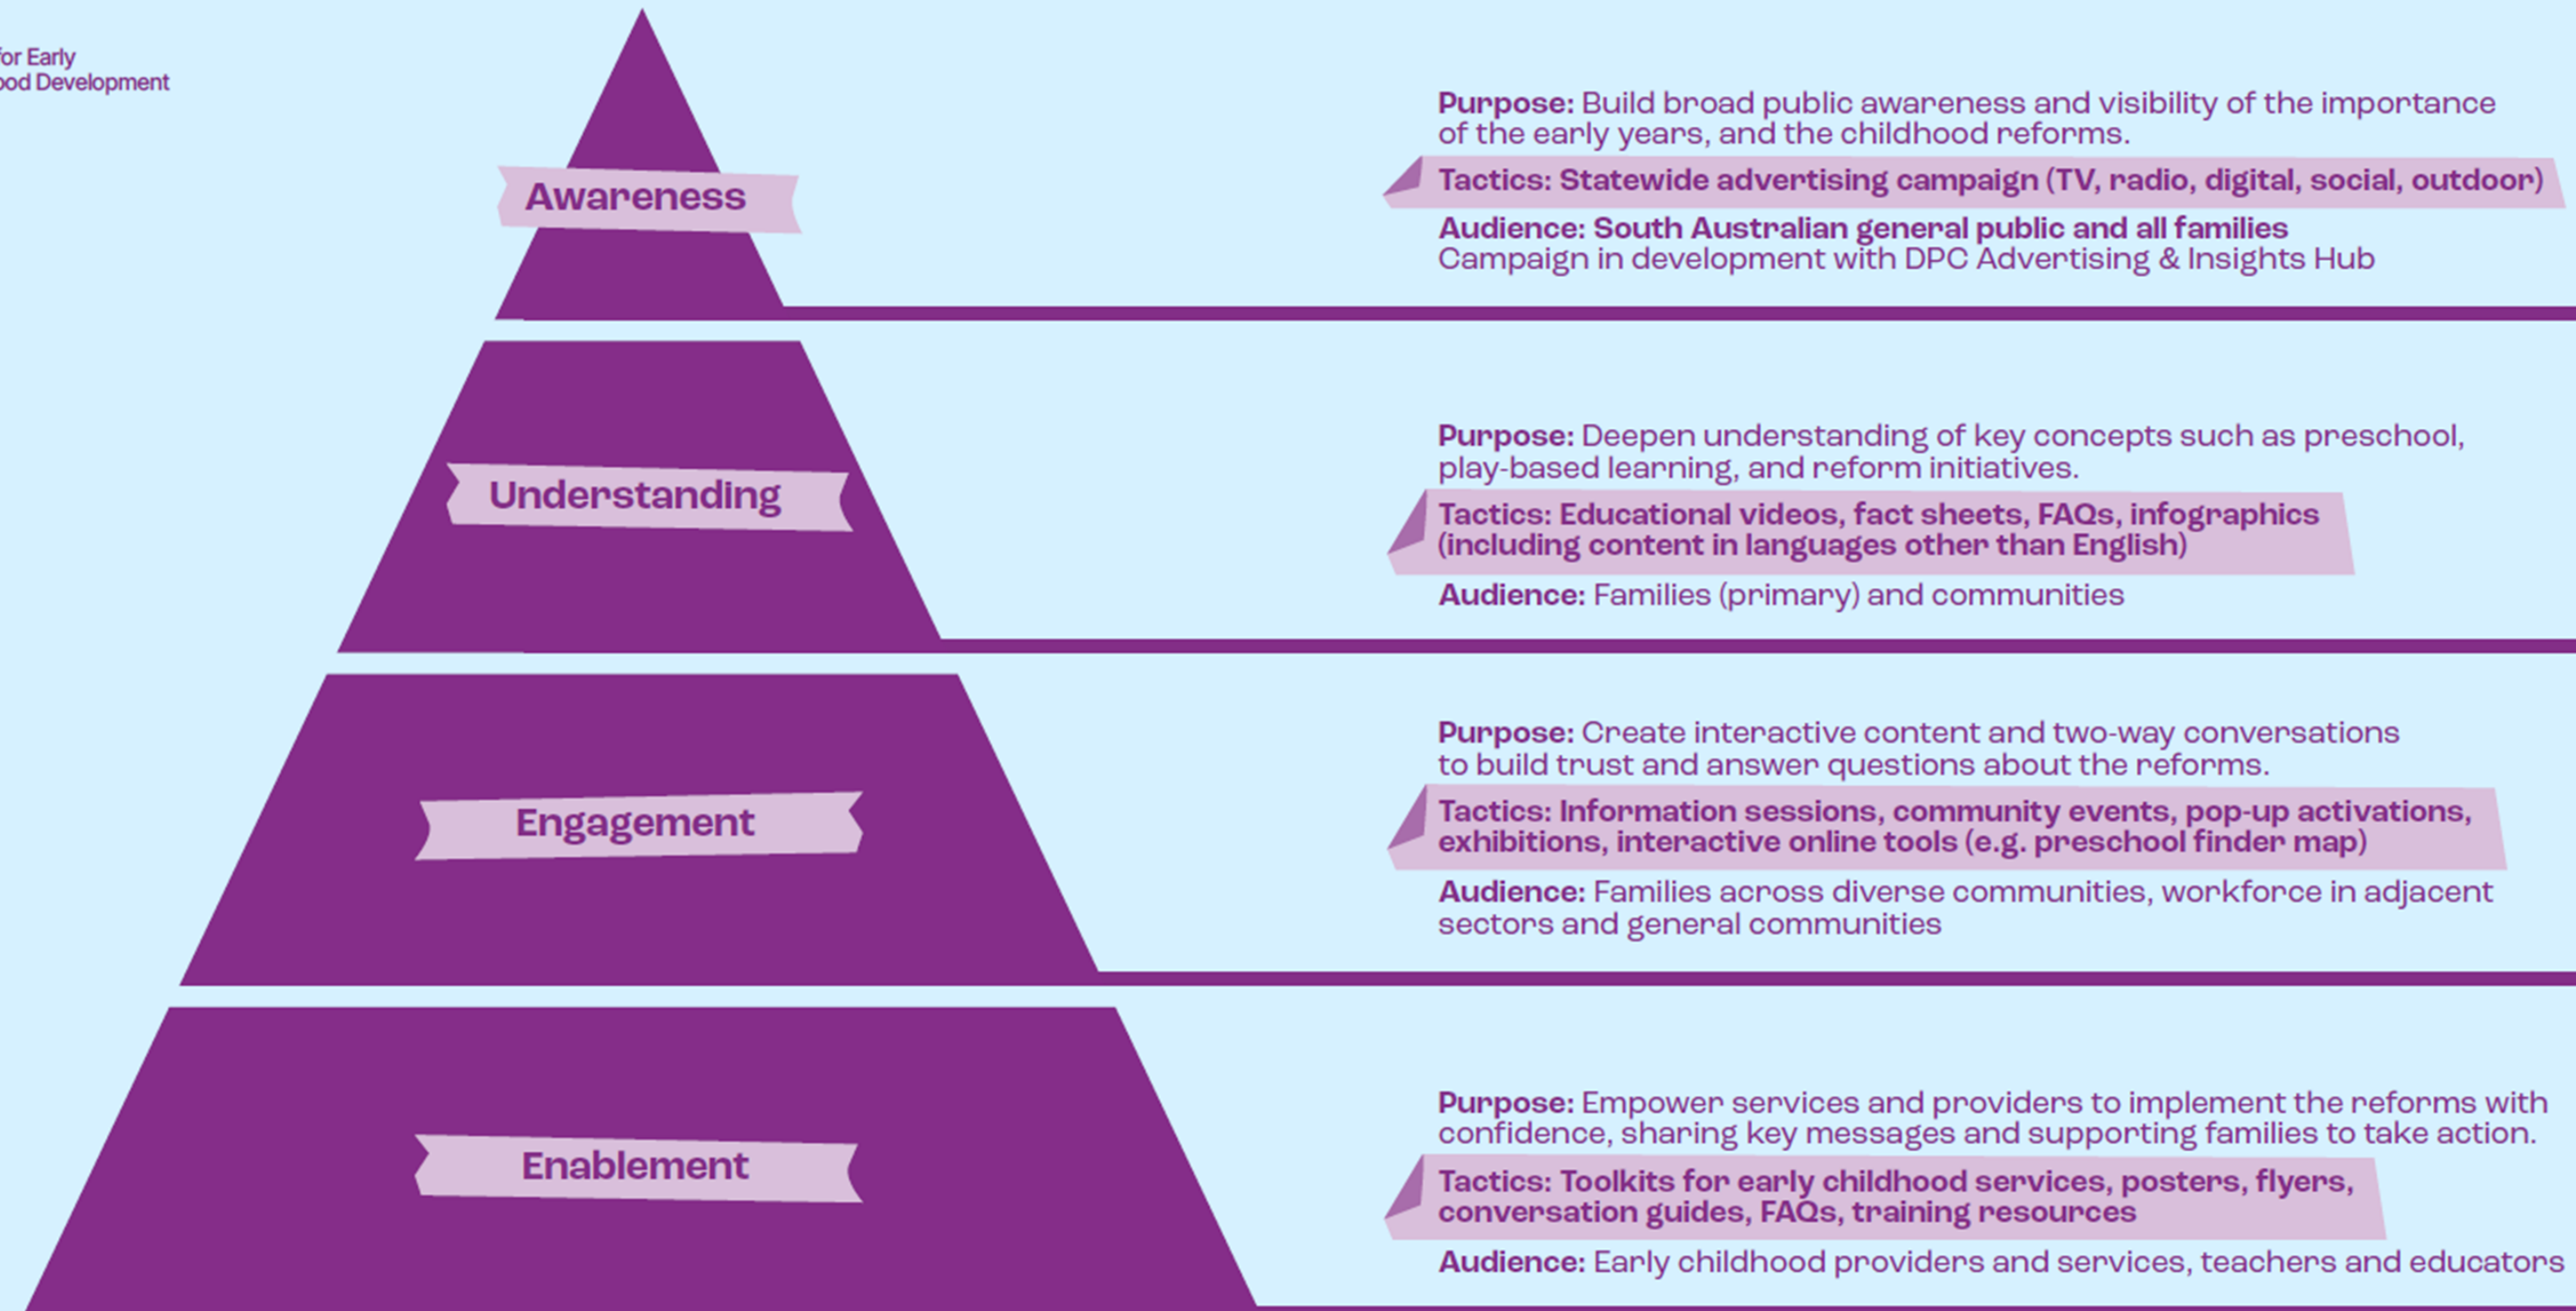 for Early
ood Development
Awareness
Purpose: Build broad public awareness and visibility of the importance
of the early years, and the childhood reforms.
Tactics: Statewide advertising campaign (TV, radio, digital, social, outdoor)
Audience: South Australian general public and all families
Campaign in development with DPC Advertising & Insights Hub
Understanding
Purpose: Deepen understanding of key concepts such as preschool,
play-based learning, and reform initiatives.
Tactics: Educational videos, fact sheets, FAQs, infographics
(including content in languages other than English)
Audience: Families (primary) and communities
Engagement
Purpose: Create interactive content and two-way conversations
to build trust and answer questions about the reforms.
Tactics: Information sessions, community events, pop-up activations,
exhibitions, interactive online tools (e.g. preschool finder map)
Audience: Families across diverse communities, workforce in adjacent
sectors and general communities
Enablement
Purpose: Empower services and providers to implement the reforms with
confidence, sharing key messages and supporting families to take action.
Tactics: Toolkits for early childhood services, posters, flyers,
conversation guides, FAQs, training resources
Audience: Early childhood providers and services, teachers and educators